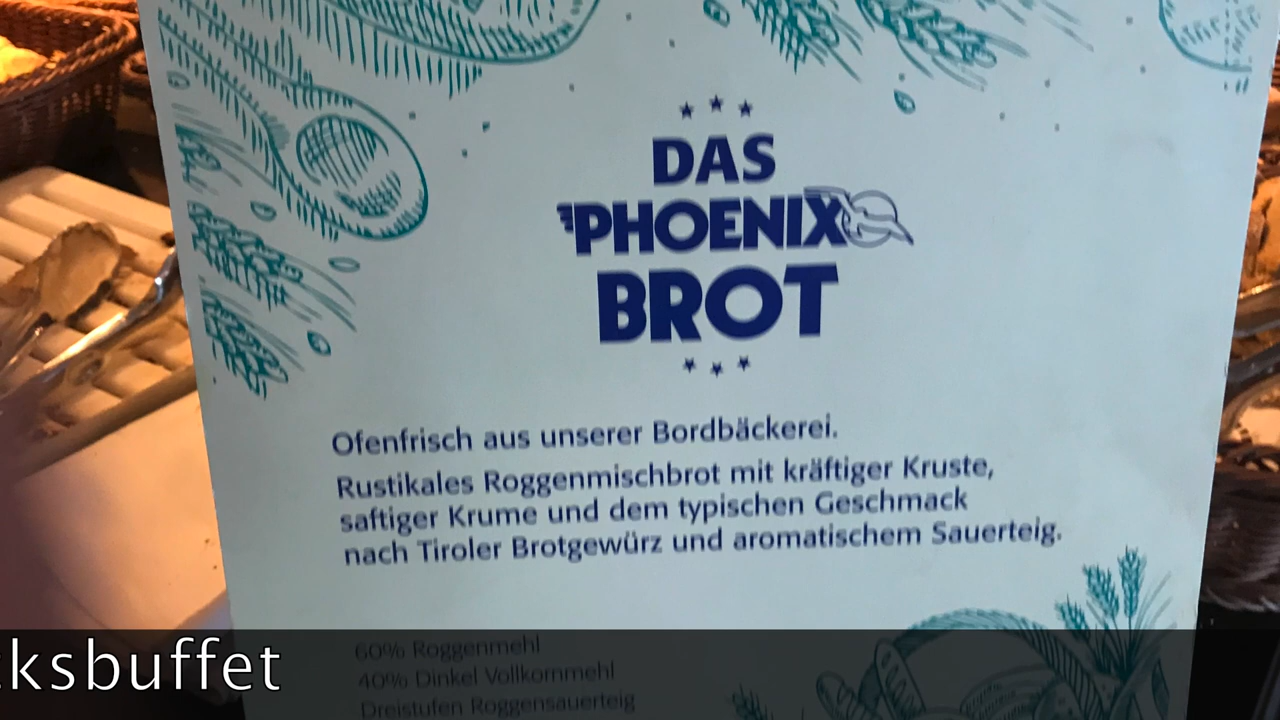 DAS
PHOENIX
BROT
Ofenfrisch aus unserer Bordbäckerei.
Rustikales Roggenmischbrot mit kräftiger Kruste,
saftiger Krume und dem typischen Geschmack
nach Tiroler Brotgewürz und aromatischem Sauerteig.
60% Roggenmehl
40% Dinkel Vollkornmehl
Dreistufen Roggensauerteig
cksbuffet